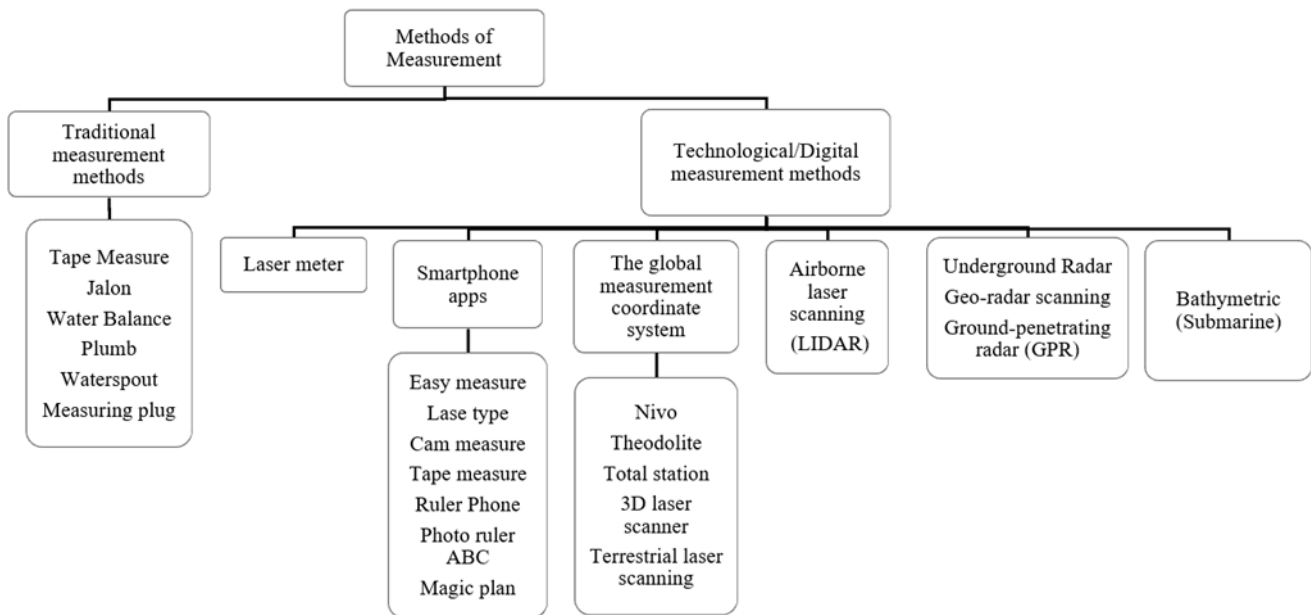 Methods of
Measurement
Traditional
measurement
methods
Technological/Digital
measurement methods
Tape Measure
Jalon
Water Balance
Plumb
Waterspout
Measuring plug
Laser meter
Smartphone
apps
The global
measurement
coordinate
system
Airborne
laser
scanning
(LIDAR)
Underground Radar
Geo-radar scanning
Ground-penetrating
radar (GPR)
Bathymetric
(Submarine)
Easy measure
Lase type
Cam measure
Tape measure
Ruler Phone
Photo ruler
ABC
Magic plan
Nivo
Theodolite
Total station
3D laser
scanner
Terrestrial laser
scanning